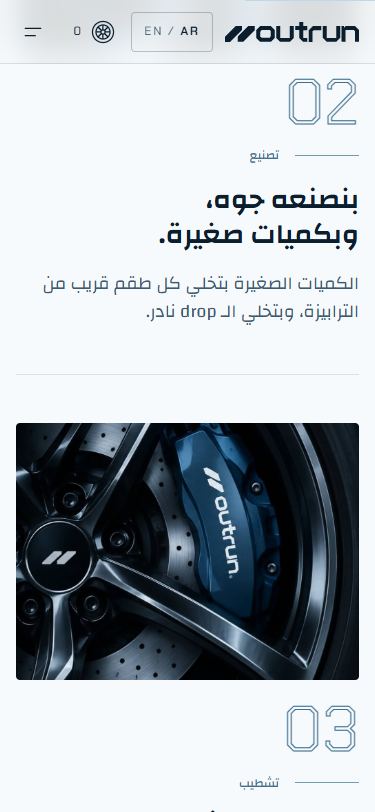 outrun
EN / AR
0
02
تصنيع
بنصنعه جوه،
وبكميات صغيرة.
الكميات الصغيرة بتخلي كل طقم قريب من
الترابيزة، وبتخلي الـ drop نادر.
outrun
03
تشطيب